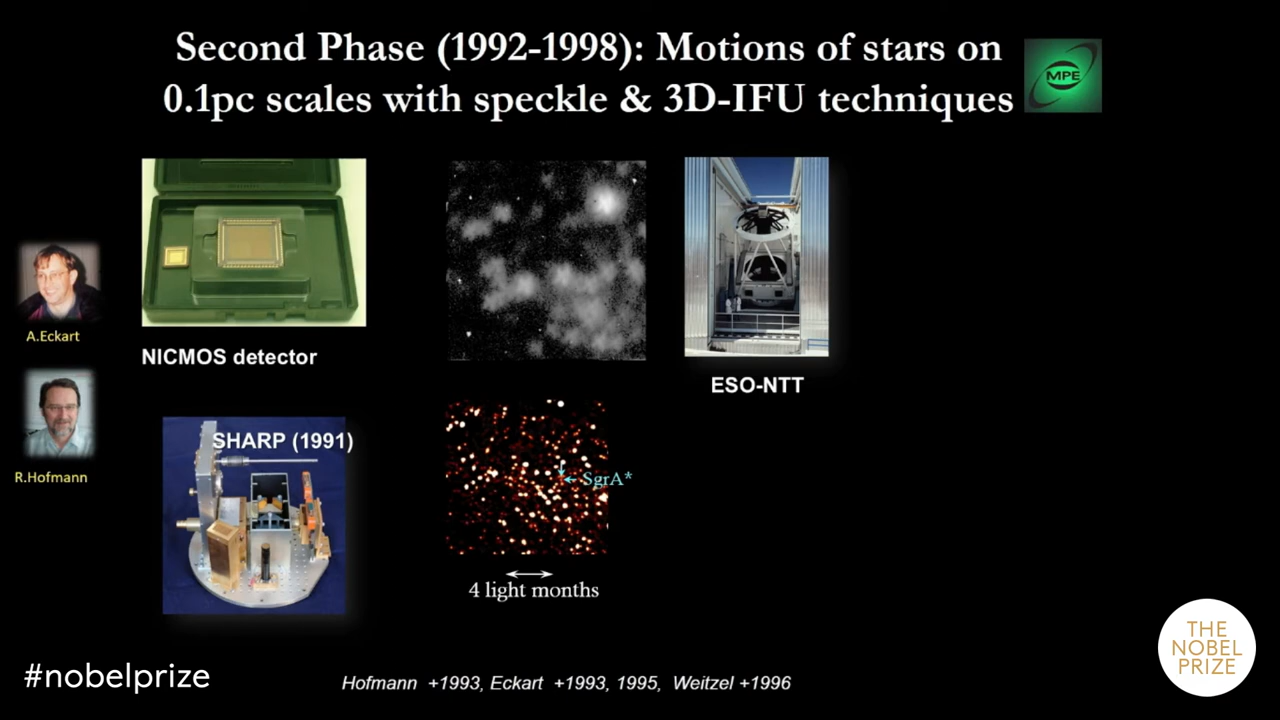 Second Phase (1992-1998): Motions of stars on
0.1pc scales with speckle & 3D-IFU techniques
MPE
A.Eckart
NICMOS detector
ESO-NTT
R.Hofmann
SHARP (1991)
SgrA*
4 light months
#nobelprize
Hofmann +1993, Eckart +1993, 1995, Weitzel +1996
THE
NOBEL
PRIZE